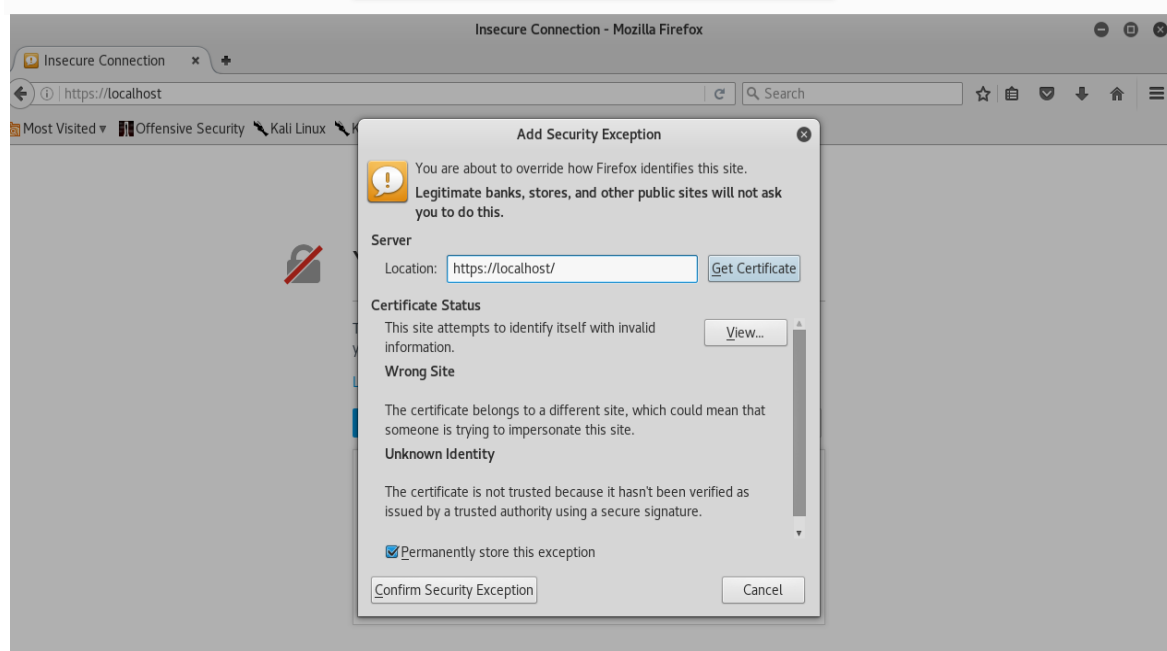 Insecure Connection - Mozilla Firefox
Insecure Connection
https://localhost
Search
Most Visited
Offensive Security
Kali Linux
K
Add Security Exception
You are about to override how Firefox identifies this site.
Legitimate banks, stores, and other public sites will not ask
you to do this.
Server
Location:
https://localhost/
Get Certificate
Certificate Status
This site attempts to identify itself with invalid
information.
View...
Wrong Site
The certificate belongs to a different site, which could mean that
someone is trying to impersonate this site.
Unknown Identity
The certificate is not trusted because it hasn't been verified as
issued by a trusted authority using a secure signature.
Permanently store this exception
Confirm Security Exception
Cancel